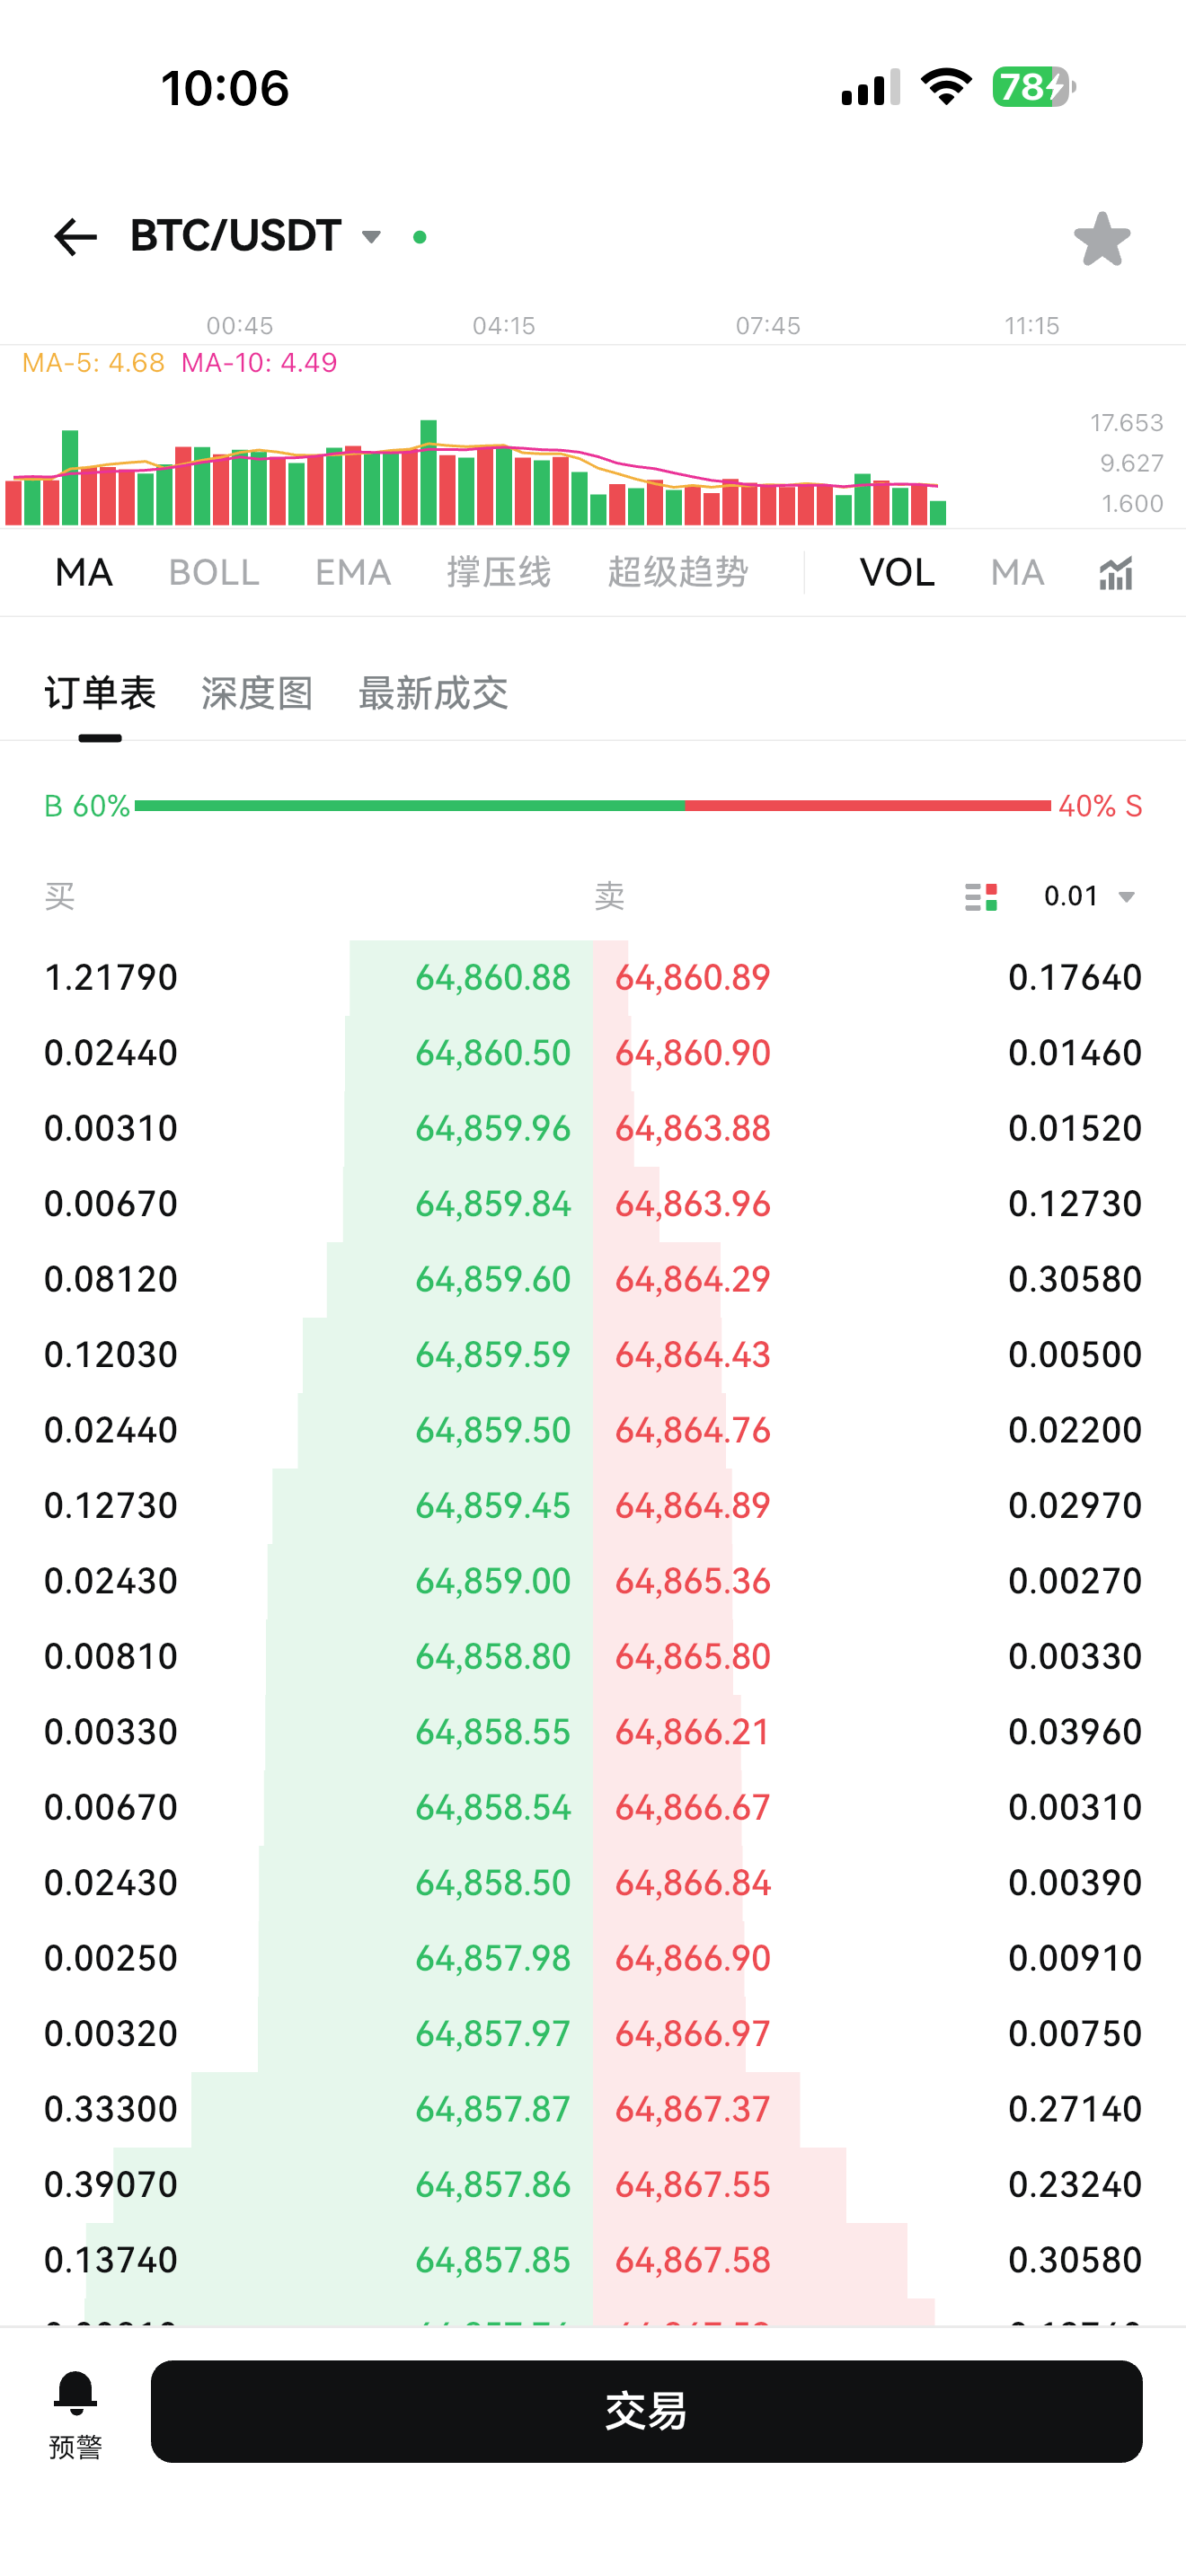 10:06 78
BTC/USDT
00:45 04:15 07:45 11:15
MA-5: 4.68 MA-10: 4.49
17.653
9.627
1.600
MA BOLL EMA 撑压线 超级趋势 VOL MA
订单表 深度图 最新成交
B 60% 40% S
买 卖 0.01
1.21790 64,860.88 64,860.89 0.17640
0.02440 64,860.50 64,860.90 0.01460
0.00310 64,859.96 64,863.88 0.01520
0.00670 64,859.84 64,863.96 0.12730
0.08120 64,859.60 64,864.29 0.30580
0.12030 64,859.59 64,864.43 0.00500
0.02440 64,859.50 64,864.76 0.02200
0.12730 64,859.45 64,864.89 0.02970
0.02430 64,859.00 64,865.36 0.00270
0.00810 64,858.80 64,865.80 0.00330
0.00330 64,858.55 64,866.21 0.03960
0.00670 64,858.54 64,866.67 0.00310
0.02430 64,858.50 64,866.84 0.00390
0.00250 64,857.98 64,866.90 0.00910
0.00320 64,857.97 64,866.97 0.00750
0.33300 64,857.87 64,867.37 0.27140
0.39070 64,857.86 64,867.55 0.23240
0.13740 64,857.85 64,867.58 0.30580
预警
交易